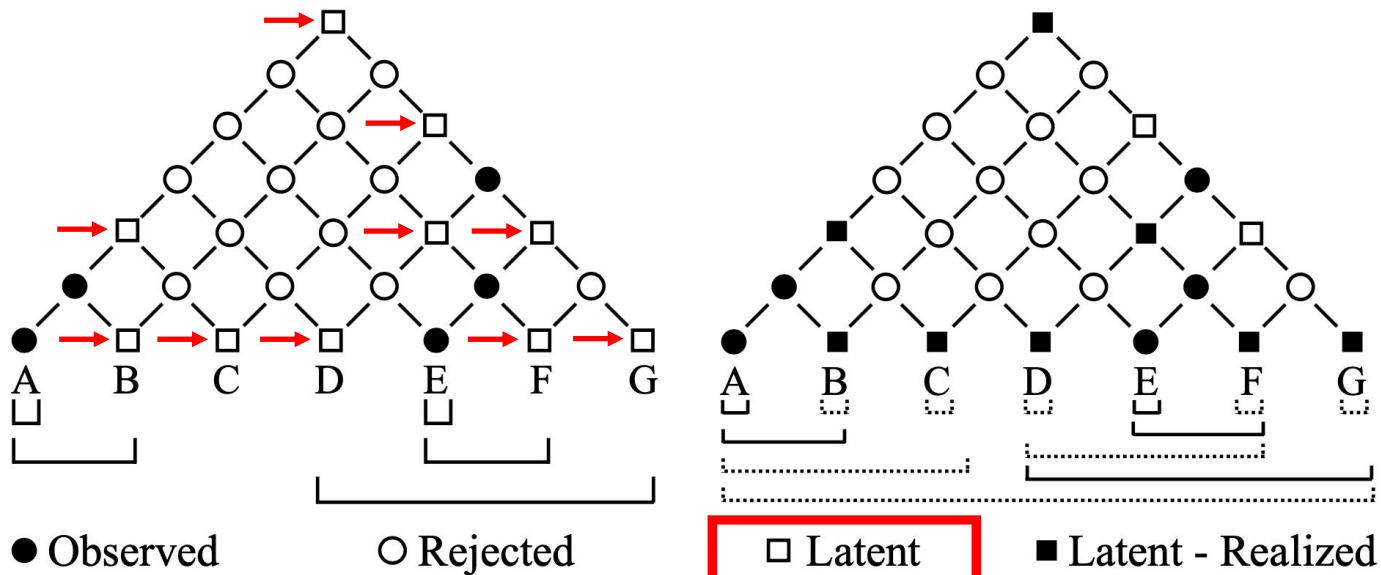 A B C D E F G
A B C D E F G
Observed Rejected Latent Latent - Realized